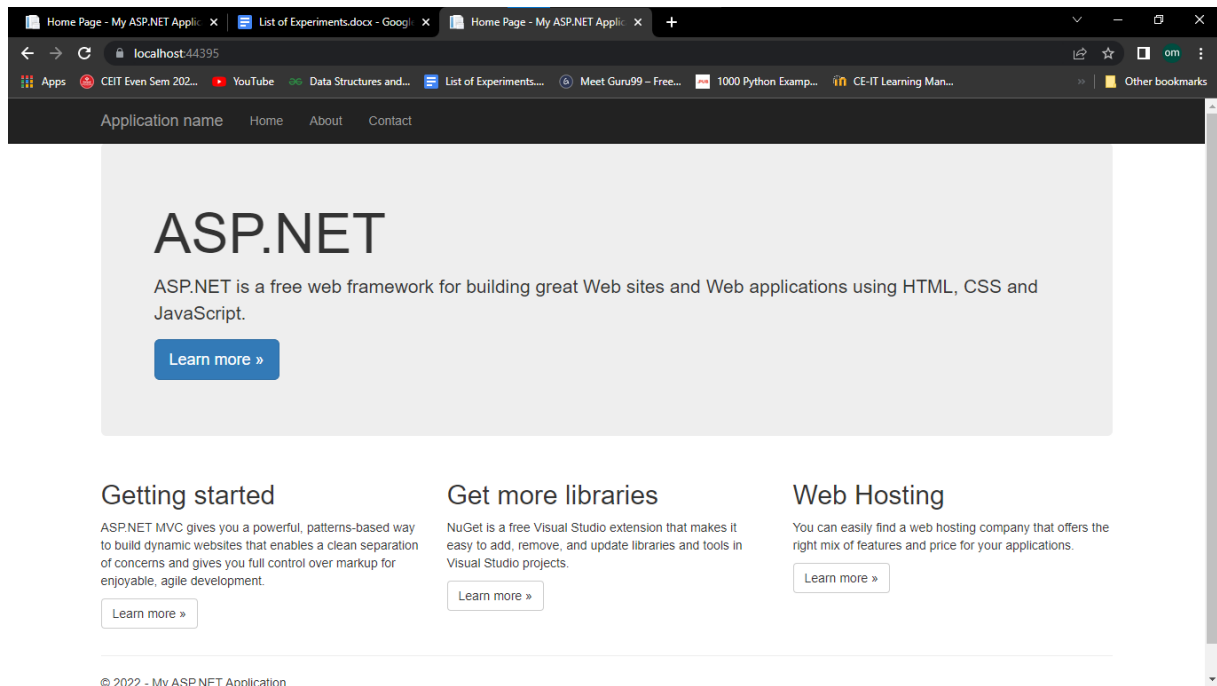 Home Page - My ASP.NET Applic
List of Experiments.docx - Googl
Home Page - My ASP.NET Applic
localhost:44395
om
Apps
CEIT Even Sem 202...
YouTube
Data Structures and...
List of Experiments....
Meet Guru99 – Free...
1000 Python Examp...
CE-IT Learning Man...
»
Other bookmarks
Application name
Home
About
Contact
ASP.NET
ASP.NET is a free web framework for building great Web sites and Web applications using HTML, CSS and
JavaScript.
Learn more »
Getting started
ASP.NET MVC gives you a powerful, patterns-based way
to build dynamic websites that enables a clean separation
of concerns and gives you full control over markup for
enjoyable, agile development.
Learn more »
Get more libraries
NuGet is a free Visual Studio extension that makes it
easy to add, remove, and update libraries and tools in
Visual Studio projects.
Learn more »
Web Hosting
You can easily find a web hosting company that offers the
right mix of features and price for your applications.
Learn more »
© 2022 - My ASP.NET Application